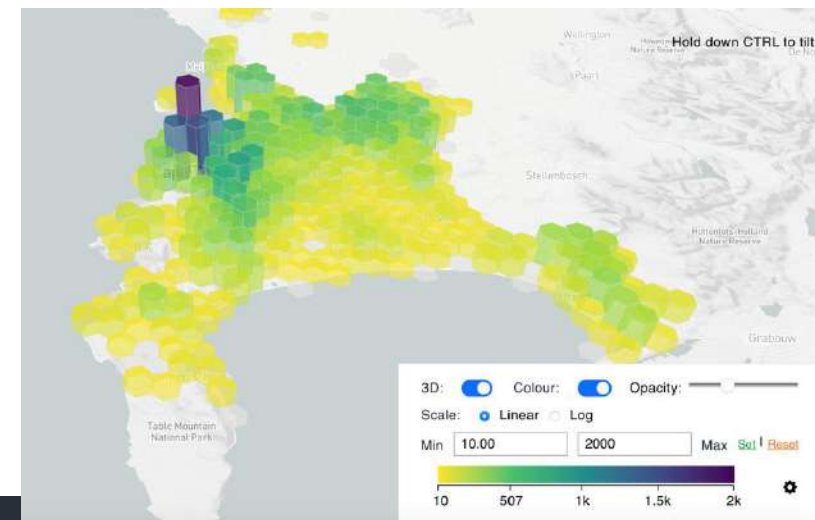 Wellington
Hold down CTRL to tilt
Paarl
Stellenbosch
Hottentots-Holland
Nature Reserve
Grabouw
Table Mountain
National Park
3D: Colour: Opacity:
Scale: Linear Log
Min 10.00 2000 Max Set | Reset
10 507 1k 1.5k 2k